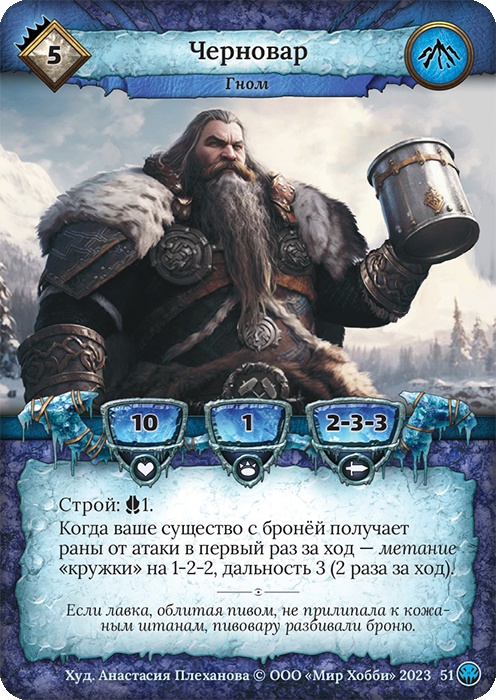 5
Черновар
Гном
10
1
2-3-3
Строй: 1.
Когда ваше существо с бронёй получает
раны от атаки в первый раз за ход — метание
«кружки» на 1-2-2, дальность 3 (2 раза за ход).
Если лавка, облитая пивом, не прилипала к кожа-
ным штанам, пивовару разбивали броню.
Худ. Анастасия Плеханова © ООО «Мир Хобби» 2023 51